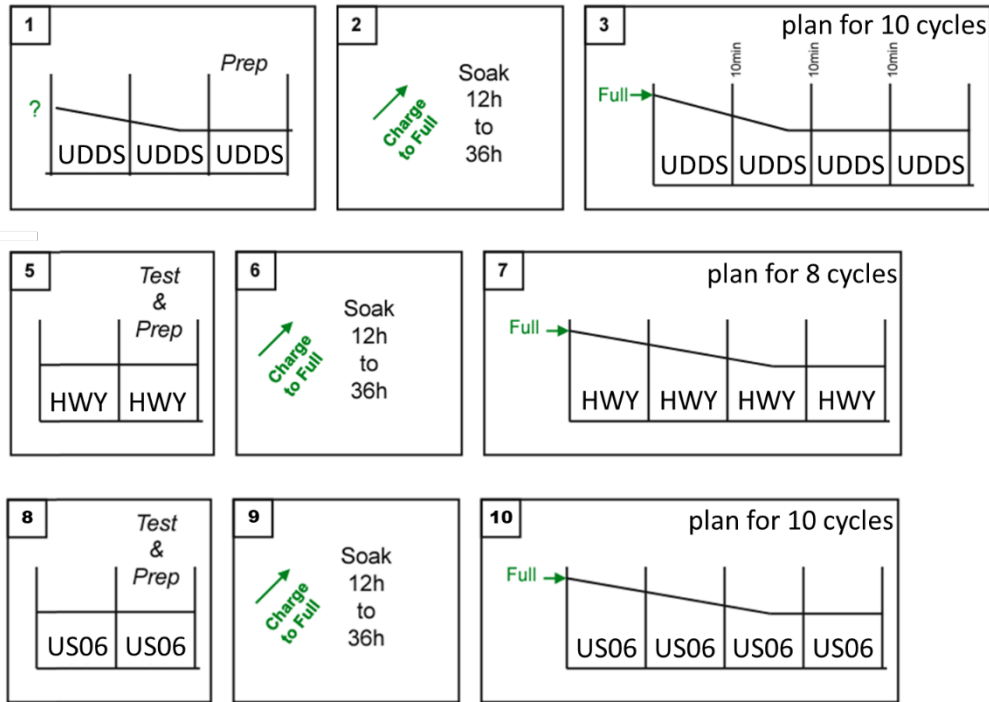 1
Prep
?
UDDS UDDS UDDS
2
Charge
to Full
Soak
12h
to
36h
3
plan for 10 cycles
10min 10min 10min
Full
UDDS UDDS UDDS UDDS
5
Test
&
Prep
HWY HWY
6
Charge
to Full
Soak
12h
to
36h
7
plan for 8 cycles
Full
HWY HWY HWY HWY
8
Test
&
Prep
US06 US06
9
Charge
to Full
Soak
12h
to
36h
10
plan for 10 cycles
Full
US06 US06 US06 US06